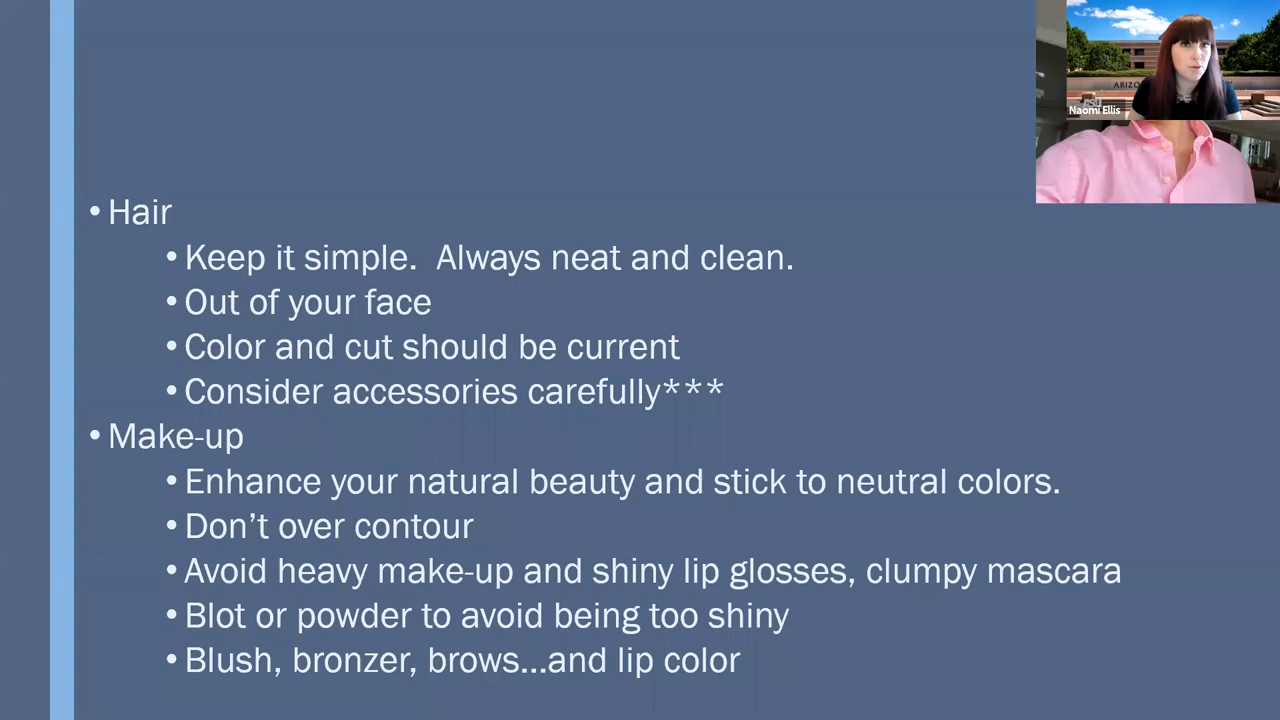 ARIZO
ASU
Naomi Ellis
• Hair
• Keep it simple.  Always neat and clean.
• Out of your face
• Color and cut should be current
• Consider accessories carefully***
• Make-up
• Enhance your natural beauty and stick to neutral colors.
• Don’t over contour
• Avoid heavy make-up and shiny lip glosses, clumpy mascara
• Blot or powder to avoid being too shiny
• Blush, bronzer, brows...and lip color